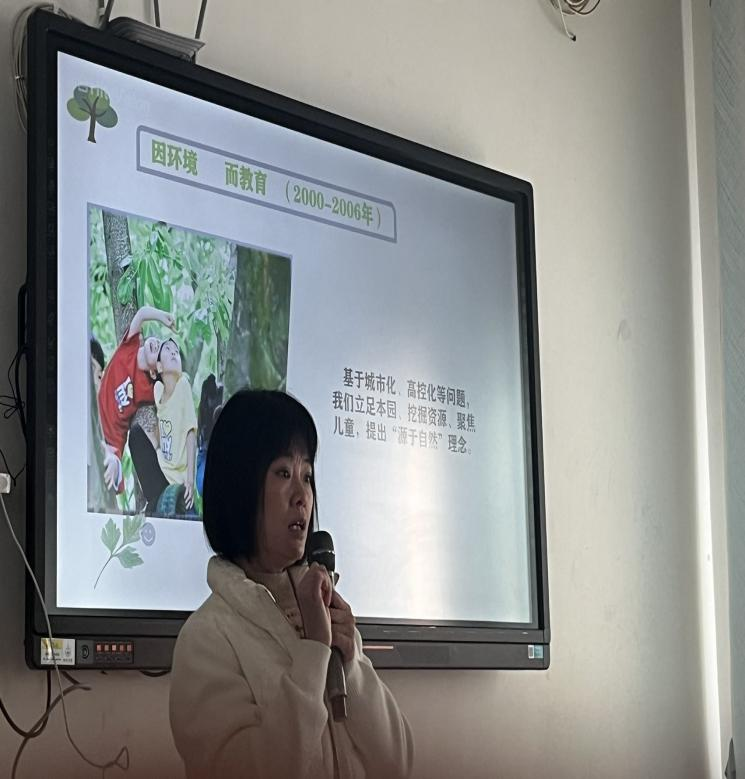 因环境 而教育 （2000-2006年）
基于城市化、高控化等问题，
我们立足本园、挖掘资源、聚焦
儿童，提出“源于自然”理念。